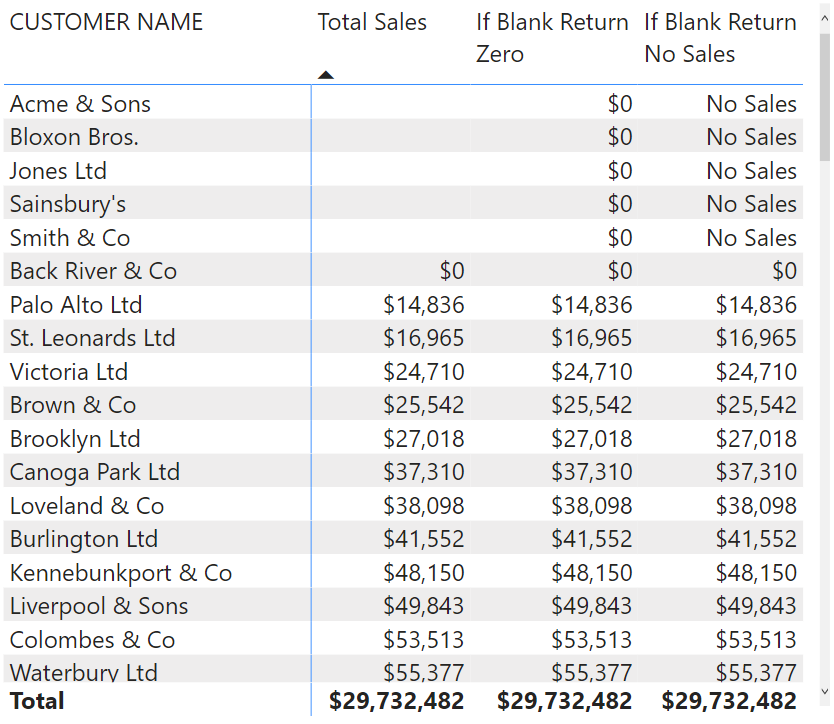 CUSTOMER NAME Total Sales If Blank Return Zero If Blank Return No Sales
Acme & Sons $0 No Sales
Bloxon Bros. $0 No Sales
Jones Ltd $0 No Sales
Sainsbury's $0 No Sales
Smith & Co $0 No Sales
Back River & Co $0 $0 $0
Palo Alto Ltd $14,836 $14,836 $14,836
St. Leonards Ltd $16,965 $16,965 $16,965
Victoria Ltd $24,710 $24,710 $24,710
Brown & Co $25,542 $25,542 $25,542
Brooklyn Ltd $27,018 $27,018 $27,018
Canoga Park Ltd $37,310 $37,310 $37,310
Loveland & Co $38,098 $38,098 $38,098
Burlington Ltd $41,552 $41,552 $41,552
Kennebunkport & Co $48,150 $48,150 $48,150
Liverpool & Sons $49,843 $49,843 $49,843
Colombes & Co $53,513 $53,513 $53,513
Waterbury Ltd $55,377 $55,377 $55,377
Total $29,732,482 $29,732,482 $29,732,482